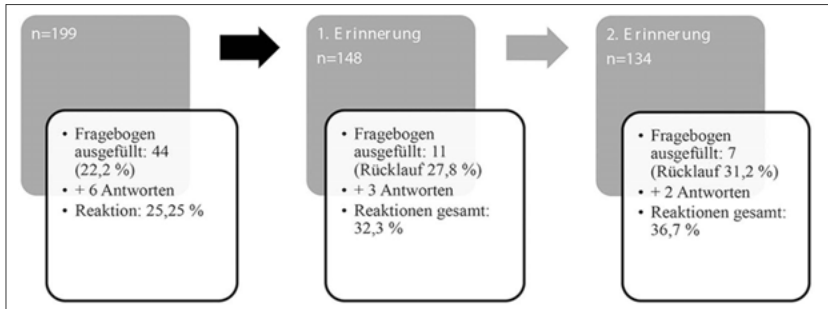 n=199
• Fragebogen
ausgefüllt: 44
(22,2 %)
• + 6 Antworten
• Reaktion: 25,25 %
1. Erinnerung
n=148
• Fragebogen
ausgefüllt: 11
(Rücklauf 27,8 %)
• + 3 Antworten
• Reaktionen gesamt:
32,3 %
2. Erinnerung
n=134
• Fragebogen
ausgefüllt: 7
(Rücklauf 31,2 %)
• + 2 Antworten
• Reaktionen gesamt:
36,7 %